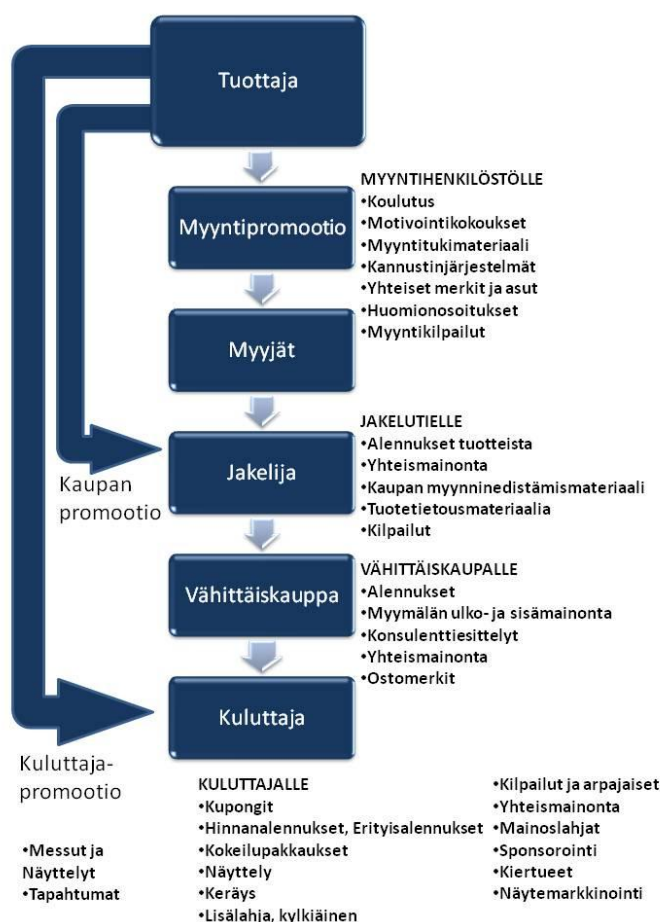 Tuottaja
Myyntipromootio
MYYNTIHENKILÖSTÖLLE
•Koulutus
•Motivointikokoukset
•Myyntitukimateriaali
•Kannustinjärjestelmät
•Yhteiset merkit ja asut
•Huomionosoitukset
•Myyntikilpailut
Myyjät
Kaupan
promootio
Jakelija
JAKELUTIELLE
•Alennukset tuotteista
•Yhteismainonta
•Kaupan myynninedistämismateriaali
•Tuotetietousmateriaalia
•Kilpailut
Vähittäiskauppa
VÄHITTÄISKAUPALLE
•Alennukset
•Myymälän ulko- ja sisämainonta
•Konsulenttiesittelyt
•Yhteismainonta
•Ostomerkit
Kuluttaja
Kuluttaja-
promootio
•Messut ja
Näyttelyt
•Tapahtumat
KULUTTAJALLE
•Kupongit
•Hinnanalennukset, Erityisalennukset
•Kokeilupakkaukset
•Näyttely
•Keräys
•Lisälahja, kylkiäinen
•Kilpailut ja arpajaiset
•Yhteismainonta
•Mainoslahjat
•Sponsorointi
•Kiertueet
•Näytemarkkinointi